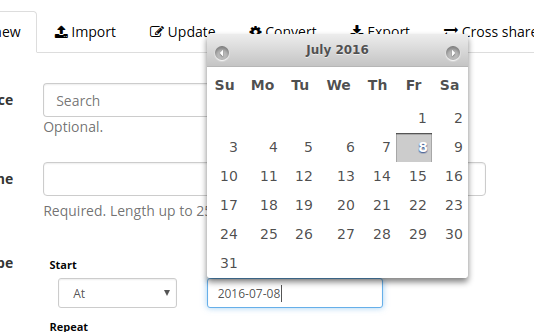 new Import Update Convert Export Cross share
July 2016
Su Mo Tu We Th Fr Sa
1 2
3 4 5 6 7 8 9
10 11 12 13 14 15 16
17 18 19 20 21 22 23
24 25 26 27 28 29 30
31
ce Search
Optional.
me
Required. Length up to 25
pe Start
At 2016-07-08
Repeat